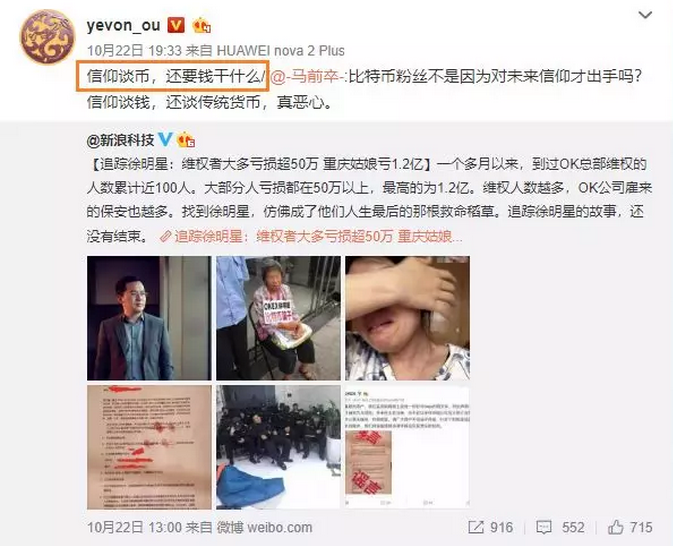 yevon_ou
10月22日 19:33 来自 HUAWEI nova 2 Plus
信仰谈币,还要钱干什么/@-马前卒-:比特币粉丝不是因为对未来信仰才出手吗?
信仰谈钱,还谈传统货币,真恶心。
@新浪科技
【追踪徐明星:维权者大多亏损超50万 重庆姑娘亏1.2亿】一个多月以来,到过OK总部维权的
人数累计近100人。大部分人亏损都在50万以上,最高的为1.2亿。维权人数越多,OK公司雇来
的保安也越多。找到徐明星,仿佛成了他们人生最后的那根救命稻草。追踪徐明星的故事,还
没有结束。 追踪徐明星:维权者大多亏损超50万 重庆姑娘...
10月22日 13:00 来自 微博 weibo.com
916
552
715